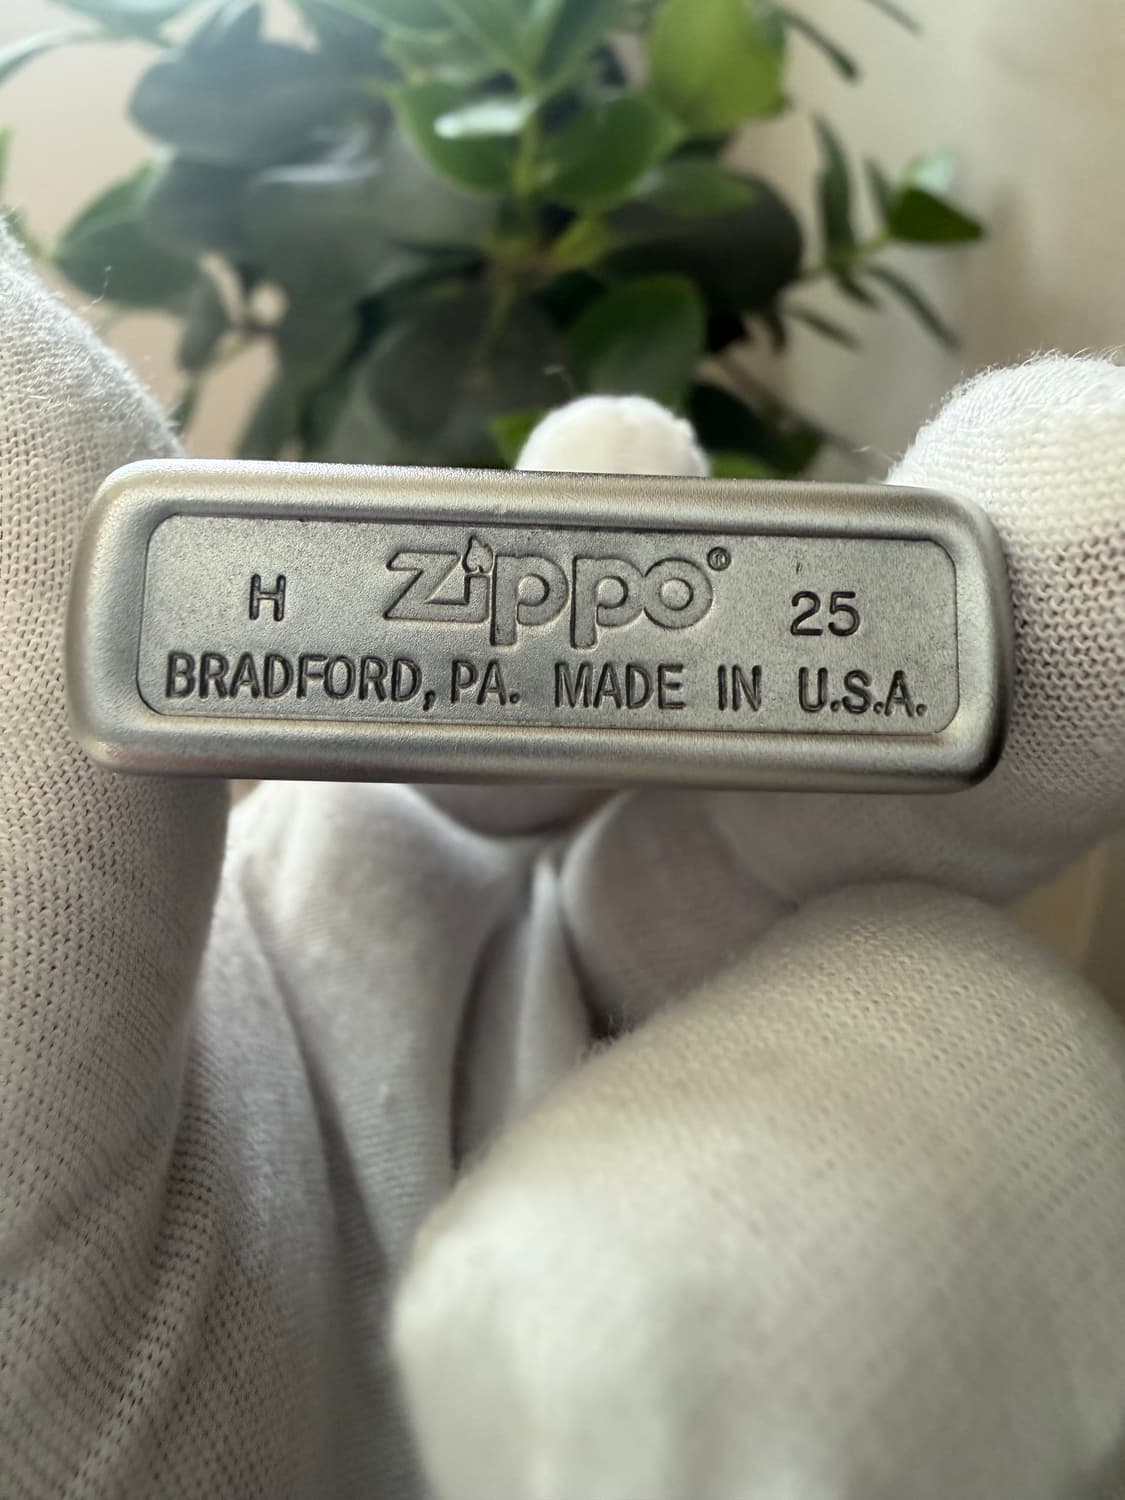 H zippo® 25
BRADFORD, PA. MADE IN U.S.A.